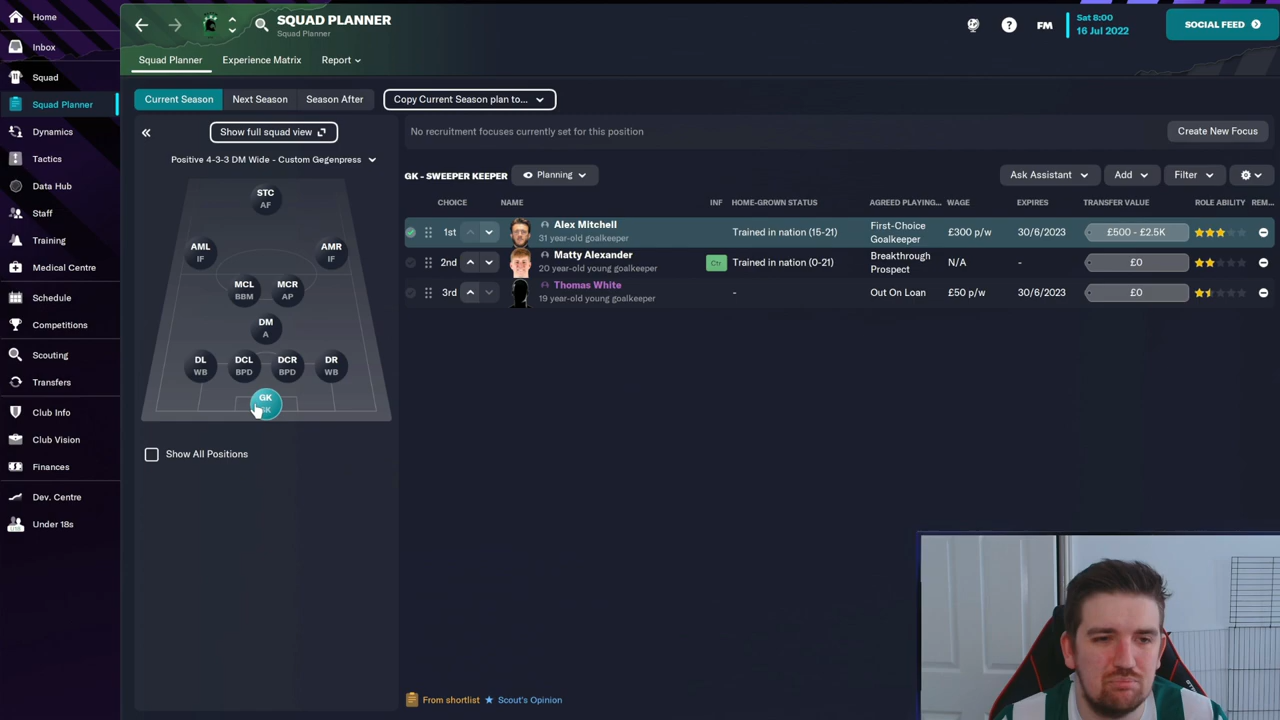 Home
Inbox
Squad
Squad Planner
Dynamics
Tactics
Data Hub
Staff
Training
Medical Centre
Schedule
Competitions
Scouting
Transfers
Club Info
Club Vision
Finances
Dev. Centre
Under 18s
SQUAD PLANNER
Squad Planner
FM
Sat 8:00
16 Jul 2022
SOCIAL FEED
Squad Planner Experience Matrix Report
Current Season Next Season Season After Copy Current Season plan to...
Show full squad view
Positive 4-3-3 DM Wide - Custom Gegenpress
STC
AF
AML
IF
AMR
IF
MCL
BBM
MCR
AP
DM
A
DL
WB
DCL
BPD
DCR
BPD
DR
WB
GK
SK
Show All Positions
No recruitment focuses currently set for this position
Create New Focus
GK - SWEEPER KEEPER Planning Ask Assistant Add Filter
CHOICE NAME INF HOME-GROWN STATUS AGREED PLAYING... WAGE EXPIRES TRANSFER VALUE ROLE ABILITY REM...
1st Alex Mitchell
31 year-old goalkeeper
Trained in nation (15-21)
First-Choice
Goalkeeper
£300 p/w 30/6/2023 £500 - £2.5K
2nd Matty Alexander
20 year-old young goalkeeper
Ctr Trained in nation (0-21)
Breakthrough
Prospect
N/A - £0
3rd Thomas White
19 year-old young goalkeeper
- Out On Loan £50 p/w 30/6/2023 £0
From shortlist Scout's Opinion